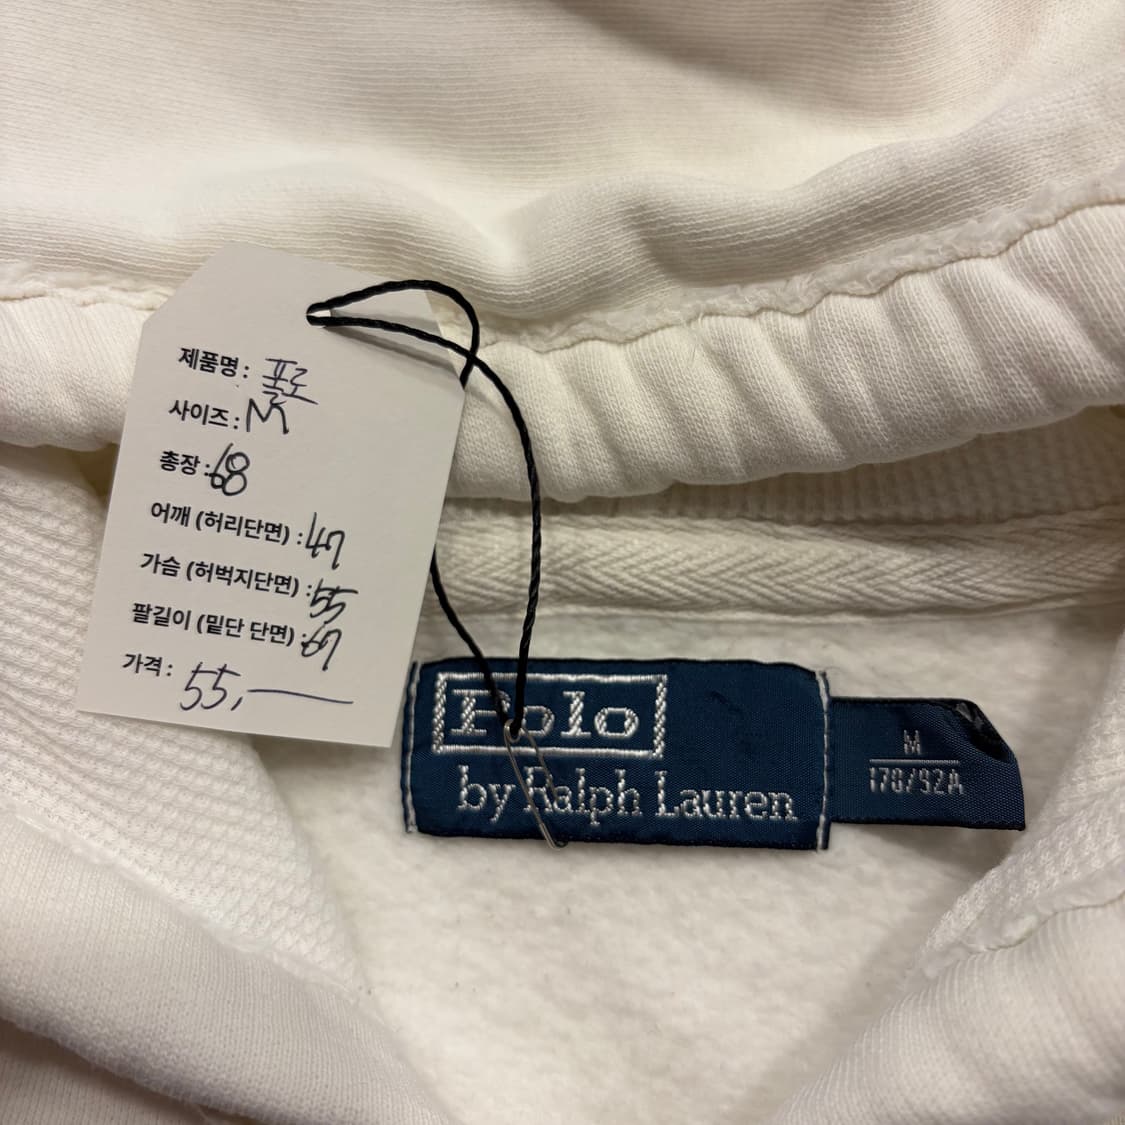 제품명: 폴로
사이즈: M
총장: 68
어깨 (허리단면) : 47
가슴 (허벅지단면) : 55
팔길이 (밑단 단면) : 67
가격: 55,—
Polo
by Ralph Lauren
M
178/92A